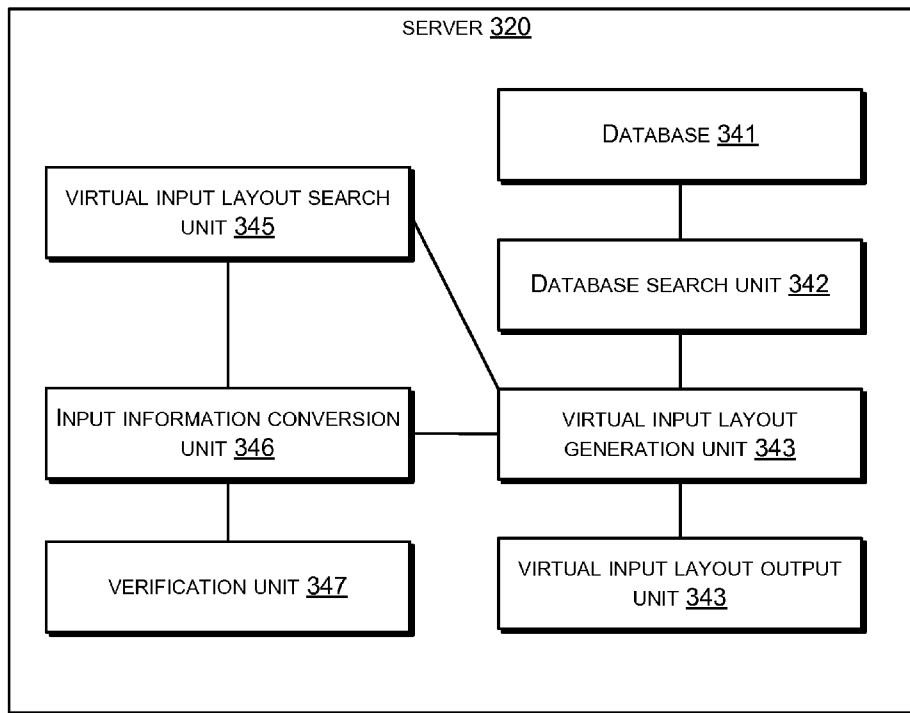 SERVER 320
DATABASE 341
VIRTUAL INPUT LAYOUT SEARCH
UNIT 345
DATABASE SEARCH UNIT 342
INPUT INFORMATION CONVERSION
UNIT 346
VIRTUAL INPUT LAYOUT
GENERATION UNIT 343
VERIFICATION UNIT 347
VIRTUAL INPUT LAYOUT OUTPUT
UNIT 343